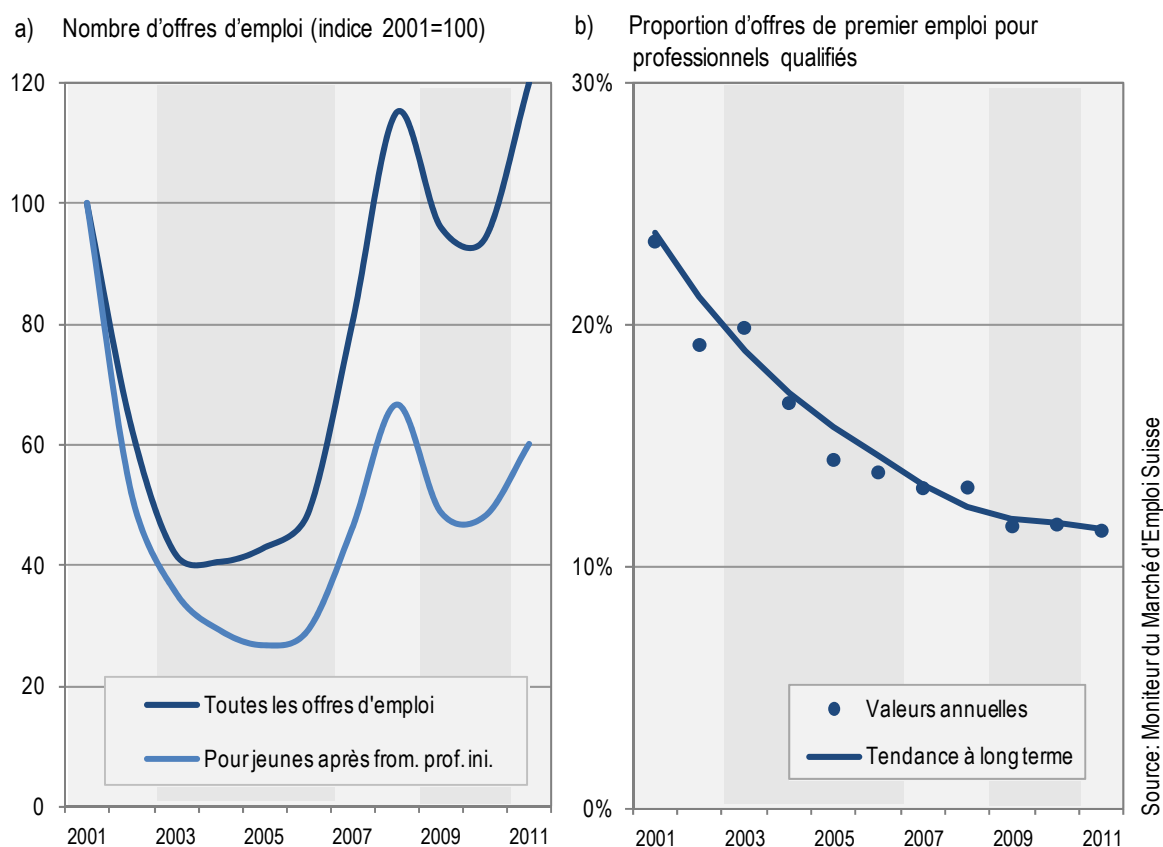 a) Nombre d'offres d'emploi (indice 2001=100)
120
100
80
60
40
20
0
Toutes les offres d'emploi
Pour jeunes après from. prof. ini.
2001 2003 2005 2007 2009 2011
b) Proportion d'offres de premier emploi pour
professionnels qualifiés
30%
20%
10%
0%
Valeurs annuelles
Tendance à long terme
2001 2003 2005 2007 2009 2011
Source: Moniteur du Marché d'Emploi Suisse